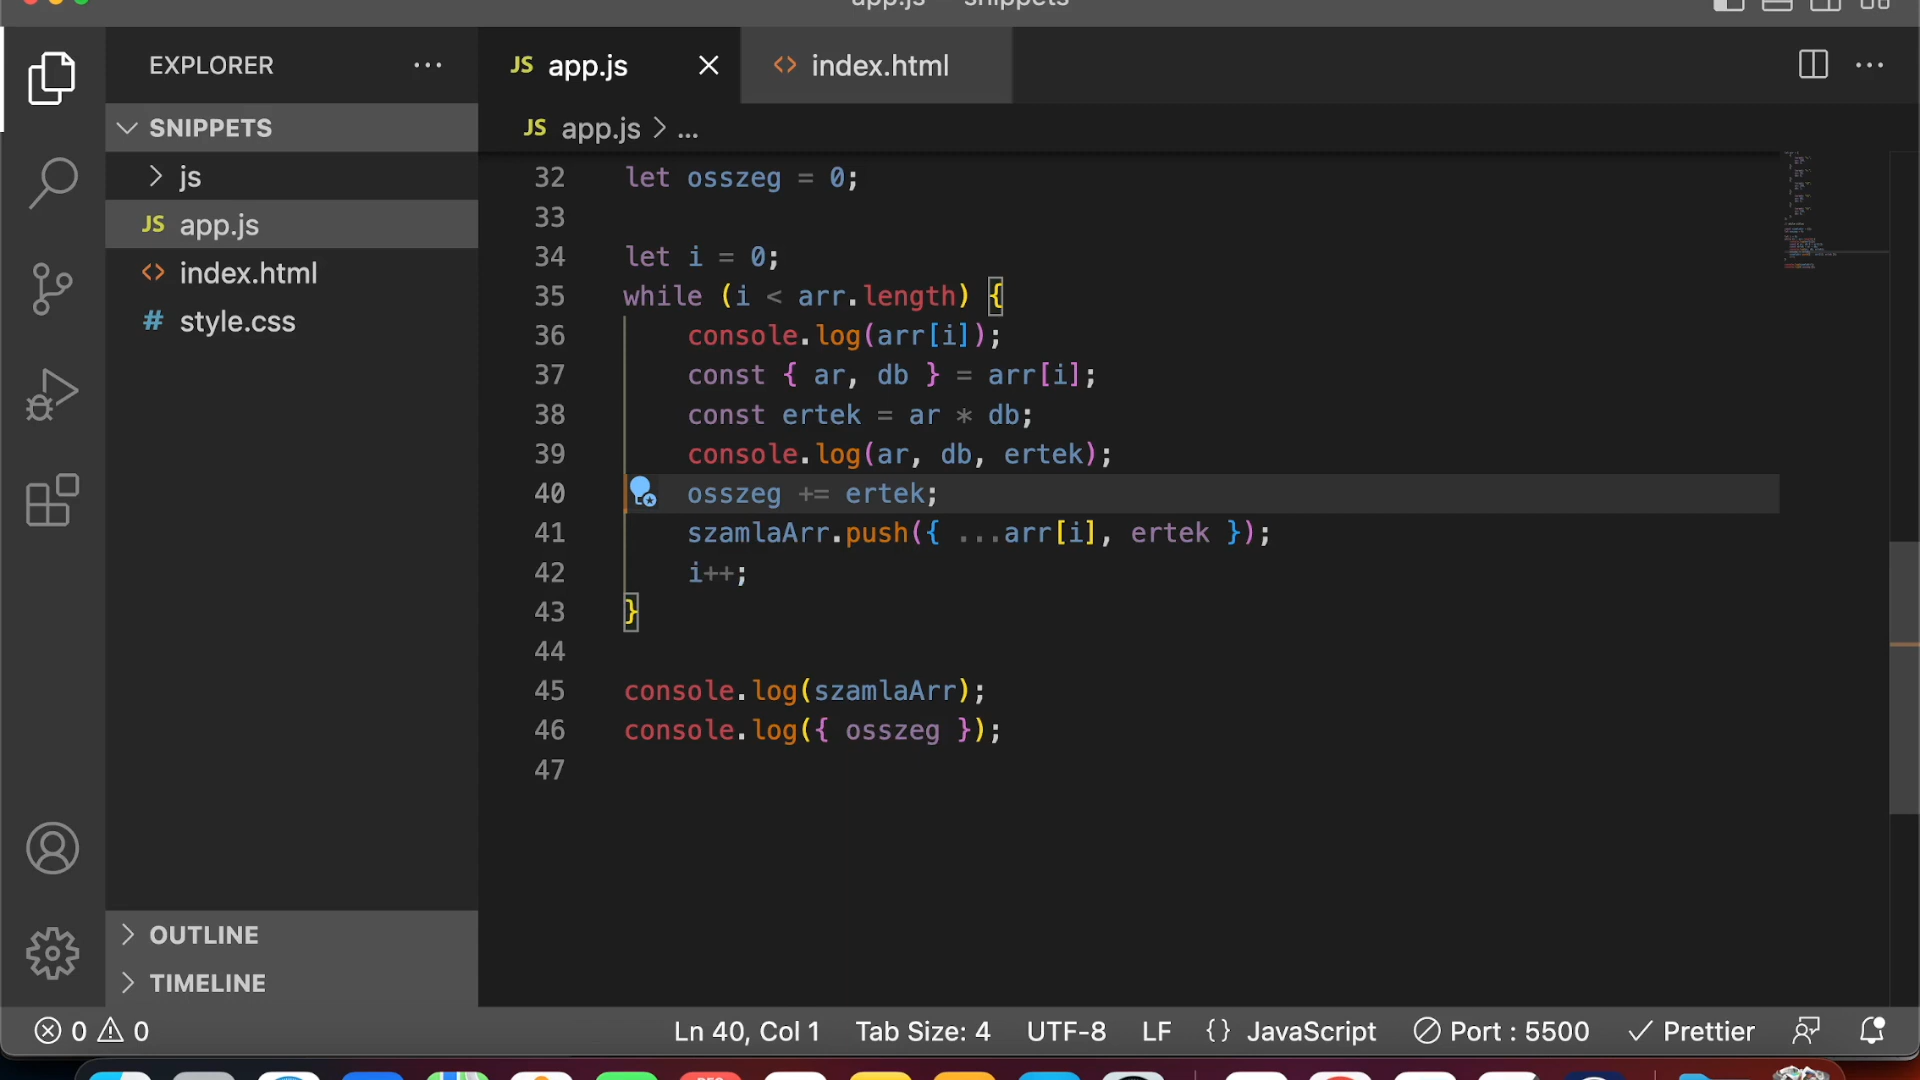 EXPLORER
SNIPPETS
js
JS app.js
<> index.html
# style.css
OUTLINE
TIMELINE
JS app.js
<> index.html
JS app.js > ...
32 let osszeg = 0;
33
34 let i = 0;
35 while (i < arr.length) {
36 console.log(arr[i]);
37 const { ar, db } = arr[i];
38 const ertek = ar * db;
39 console.log(ar, db, ertek);
40 osszeg += ertek;
41 szamlaArr.push({ ...arr[i], ertek });
42 i++;
43 }
44
45 console.log(szamlaArr);
46 console.log({ osszeg });
47
0 0 Ln 40, Col 1 Tab Size: 4 UTF-8 LF {} JavaScript Port : 5500 Prettier